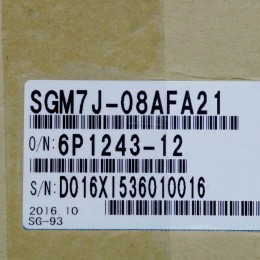 SGM7J-08AFA21
O/N: 6P1243-12
S/N: D016XI536010016
2016.10
SG-93